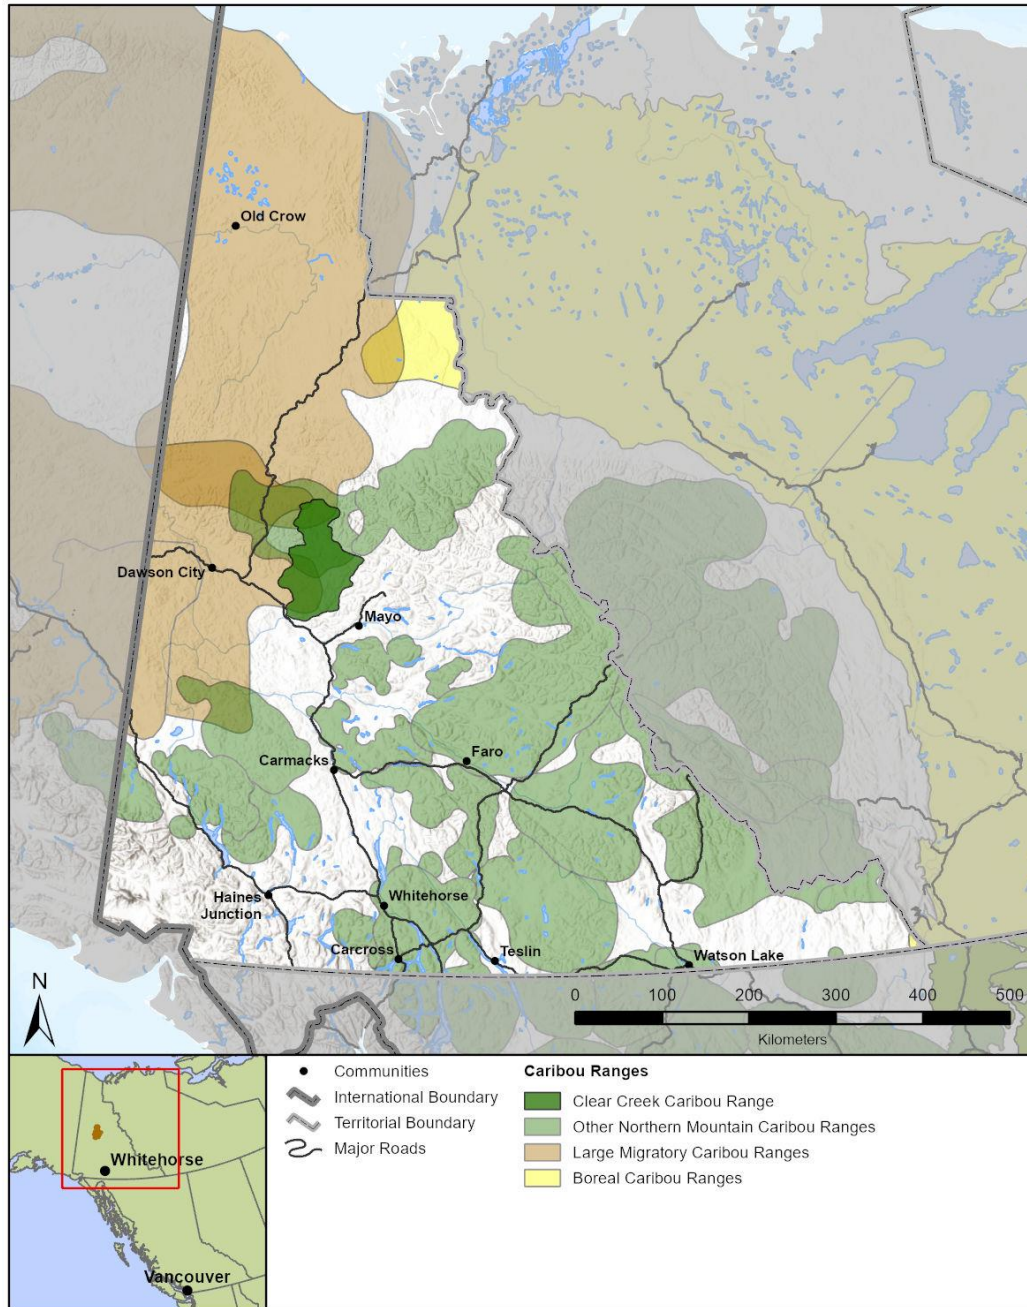 Old Crow
Dawson City
Mayo
Carmacks
Faro
Haines
Junction
Whitehorse
Carcross
Teslin
Watson Lake
N
0 100 200 300 400 500
Kilometers
Whitehorse
Vancouver
Communities
International Boundary
Territorial Boundary
Major Roads
Caribou Ranges
Clear Creek Caribou Range
Other Northern Mountain Caribou Ranges
Large Migratory Caribou Ranges
Boreal Caribou Ranges